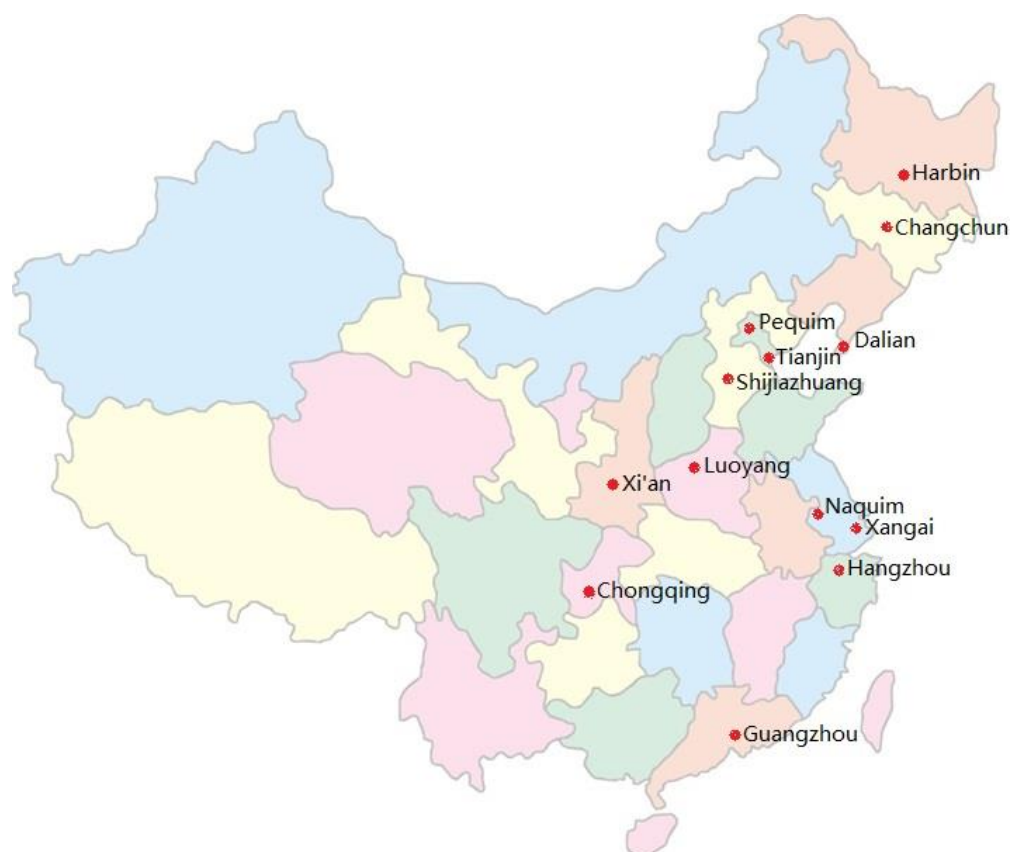 Harbin
Changchun
Pequim
Dalian
Tianjin
Shijiazhuang
Luoyang
Xi'an
Naquim
Xangai
Hangzhou
Chongqing
Guangzhou